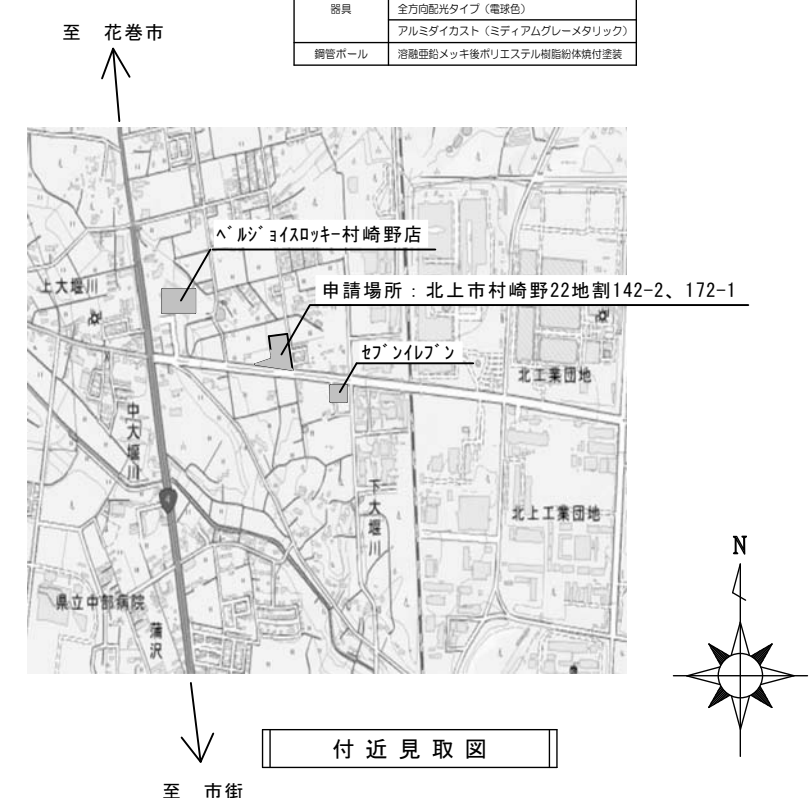 器具
全方向配光タイプ（電球色）
アルミダイカスト（ミディアムグレーメタリック）
鋼管ポール
溶融亜鉛メッキ後ポリエステル樹脂紛体焼付塗装
至　花巻市
ﾍﾞﾙｼﾞｮｲｽﾛｯｷｰ村崎野店
上大堰川
申請場所：北上市村崎野22地割142-2、172-1
ｾﾌﾞﾝｲﾚﾌﾞﾝ
北工業団地
中大堰川
下大堰川
北上工業団地
県立中部病院
蒲沢
N
付近見取図
至　市街